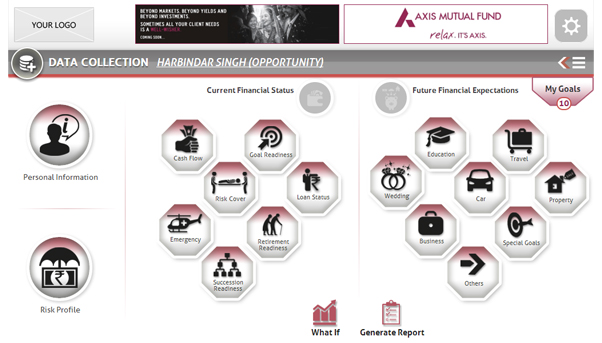 YOUR LOGO
BEYOND MARKETS. BEYOND YIELDS AND
BEYOND INVESTMENTS.
SOMETIMES ALL YOUR CLIENT NEEDS
IS A WELL-WISHER
COMING SOON...
AXIS MUTUAL FUND
relax. IT'S AXIS.
DATA COLLECTION HARBINDAR SINGH (OPPORTUNITY)
Current Financial Status
Future Financial Expectations
My Goals
10
Personal Information
Risk Profile
Cash Flow
Goal Readiness
Risk Cover
Loan Status
Emergency
Retirement
Readiness
Succession
Readiness
Education
Travel
Wedding
Car
Property
Business
Special Goals
Others
What If
Generate Report